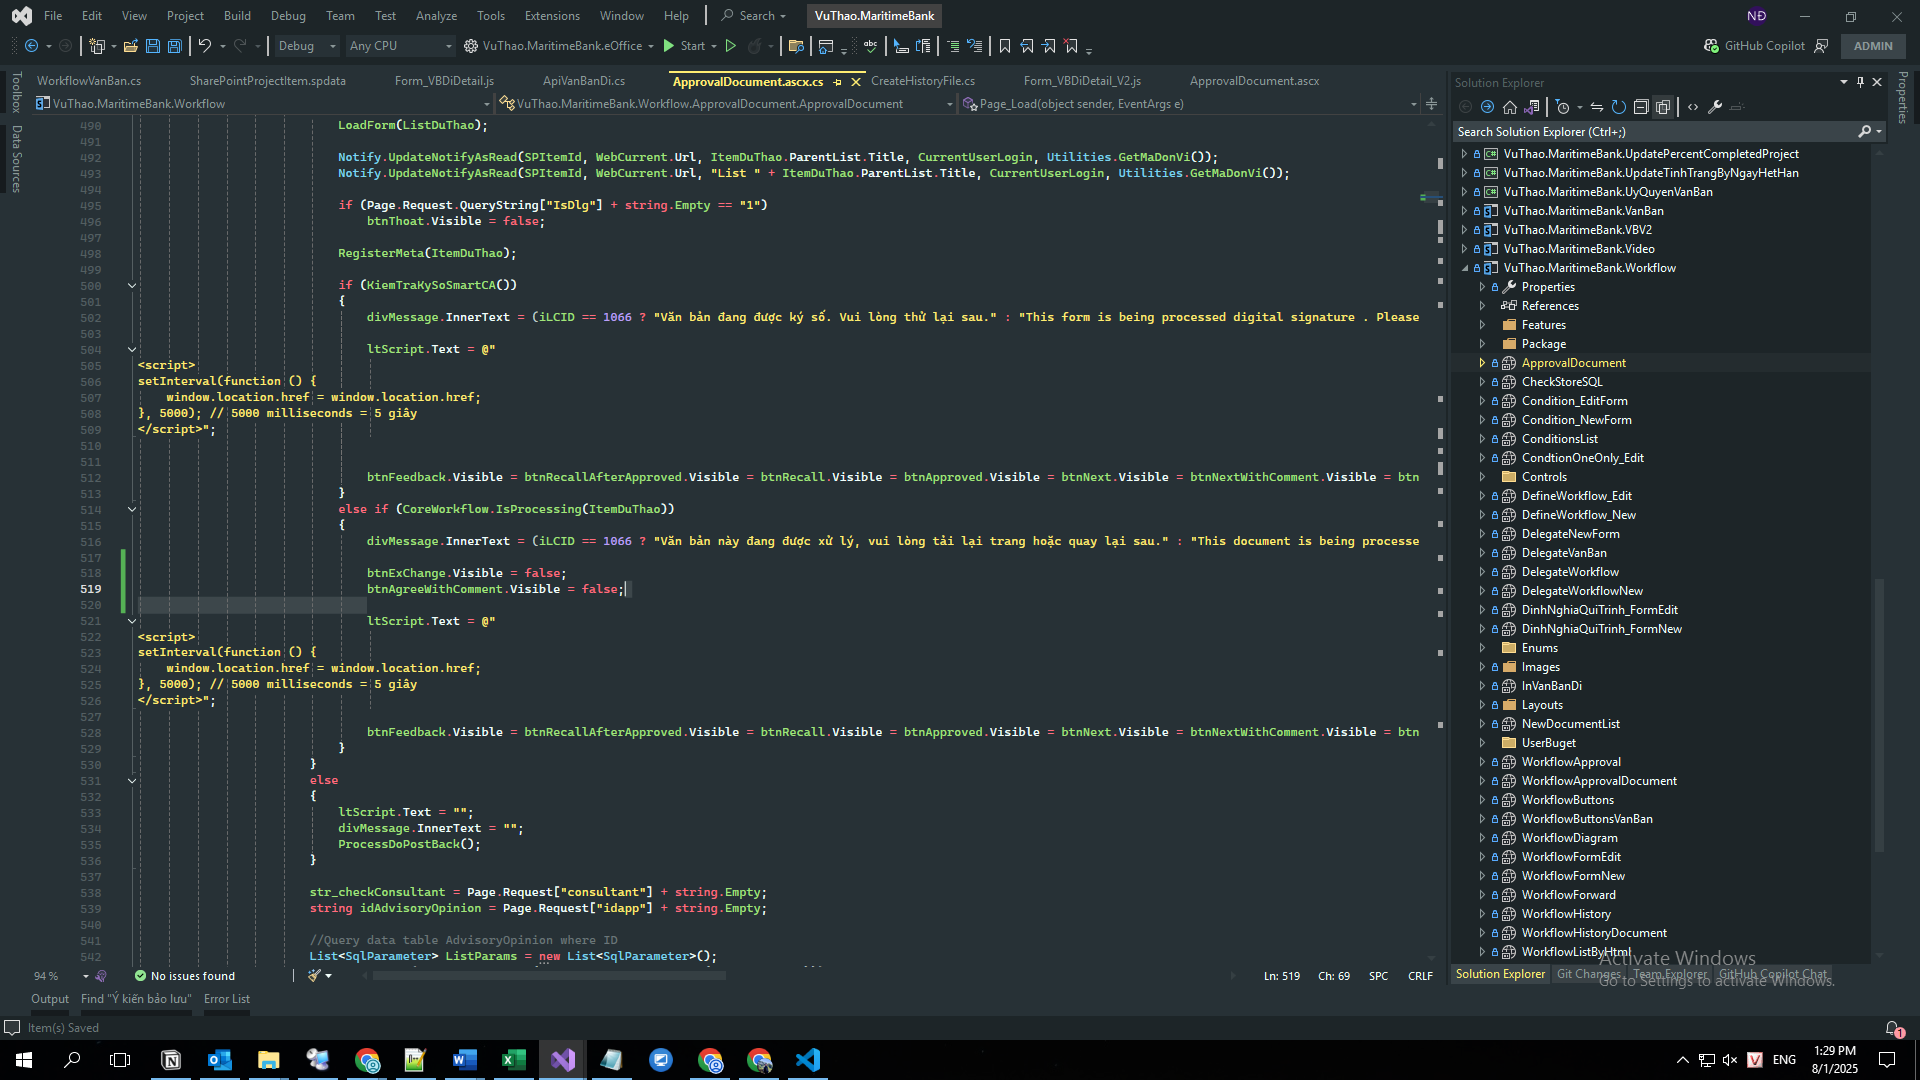 File Edit View Project Build Debug Team Test Analyze Tools Extensions Window Help Search VuThao.MaritimeBank NĐ
Debug Any CPU VuThao.MaritimeBank.eOffice Start GitHub Copilot ADMIN
WorkflowVanBan.cs SharePointProjectItem.spdata Form_VBDiDetail.js ApiVanBanDi.cs ApprovalDocument.ascx.cs CreateHistoryFile.cs Form_VBDiDetail_V2.js ApprovalDocument.ascx
VuThao.MaritimeBank.Workflow VuThao.MaritimeBank.Workflow.ApprovalDocument.ApprovalDocument Page_Load(object sender, EventArgs e)
Toolbox
Data Sources
490 LoadForm(ListDuThao);
491
492 Notify.UpdateNotifyAsRead(SPItemId, WebCurrent.Url, ItemDuThao.ParentList.Title, CurrentUserLogin, Utilities.GetMaDonVi());
493 Notify.UpdateNotifyAsRead(SPItemId, WebCurrent.Url, "List " + ItemDuThao.ParentList.Title, CurrentUserLogin, Utilities.GetMaDonVi());
494
495 if (Page.Request.QueryString["IsDlg"] + string.Empty == "1")
496 btnThoat.Visible = false;
497
498 RegisterMeta(ItemDuThao);
499
500 if (KiemTraKySoSmartCA())
501 {
502 divMessage.InnerText = (iLCID == 1066 ? "Văn bản đang được ký số. Vui lòng thử lại sau." : "This form is being processed digital signature . Please
503
504 ltScript.Text = @"
505 <script>
506 setInterval(function () {
507 window.location.href = window.location.href;
508 }, 5000); // 5000 milliseconds = 5 giây
509 </script>";
510
511
512 btnFeedback.Visible = btnRecallAfterApproved.Visible = btnRecall.Visible = btnApproved.Visible = btnNext.Visible = btnNextWithComment.Visible = btn
513 }
514 else if (CoreWorkflow.IsProcessing(ItemDuThao))
515 {
516 divMessage.InnerText = (iLCID == 1066 ? "Văn bản này đang được xử lý, vui lòng tải lại trang hoặc quay lại sau." : "This document is being processe
517
518 btnExChange.Visible = false;
519 btnAgreeWithComment.Visible = false;
520
521 ltScript.Text = @"
522 <script>
523 setInterval(function () {
524 window.location.href = window.location.href;
525 }, 5000); // 5000 milliseconds = 5 giây
526 </script>";
527
528 btnFeedback.Visible = btnRecallAfterApproved.Visible = btnRecall.Visible = btnApproved.Visible = btnNext.Visible = btnNextWithComment.Visible = btn
529 }
530 }
531 else
532 {
533 ltScript.Text = "";
534 divMessage.InnerText = "";
535 ProcessDoPostBack();
536 }
537
538 str_checkConsultant = Page.Request["consultant"] + string.Empty;
539 string idAdvisoryOpinion = Page.Request["idapp"] + string.Empty;
540
541 //Query data table AdvisoryOpinion where ID
542 List<SqlParameter> ListParams = new List<SqlParameter>();
94 % No issues found Ln: 519 Ch: 69 SPC CRLF
Output Find "Ý kiến bảo lưu" Error List
Item(s) Saved
Solution Explorer
Search Solution Explorer (Ctrl+;)
VuThao.MaritimeBank.UpdatePercentCompletedProject
VuThao.MaritimeBank.UpdateTinhTrangByNgayHetHan
VuThao.MaritimeBank.UyQuyenVanBan
VuThao.MaritimeBank.VanBan
VuThao.MaritimeBank.VBV2
VuThao.MaritimeBank.Video
VuThao.MaritimeBank.Workflow
Properties
References
Features
Package
ApprovalDocument
CheckStoreSQL
Condition_EditForm
Condition_NewForm
ConditionsList
CondtionOneOnly_Edit
Controls
DefineWorkflow_Edit
DefineWorkflow_New
DelegateNewForm
DelegateVanBan
DelegateWorkflow
DelegateWorkflowNew
DinhNghiaQuiTrinh_FormEdit
DinhNghiaQuiTrinh_FormNew
Enums
Images
InVanBanDi
Layouts
NewDocumentList
UserBuget
WorkflowApproval
WorkflowApprovalDocument
WorkflowButtons
WorkflowButtonsVanBan
WorkflowDiagram
WorkflowFormEdit
WorkflowFormNew
WorkflowForward
WorkflowHistory
WorkflowHistoryDocument
WorkflowListByHtml
Solution Explorer Git Changes Team Explorer GitHub Copilot Chat
Properties
Activate Windows
Go to Settings to activate Windows.
1
ENG 1:29 PM
8/1/2025